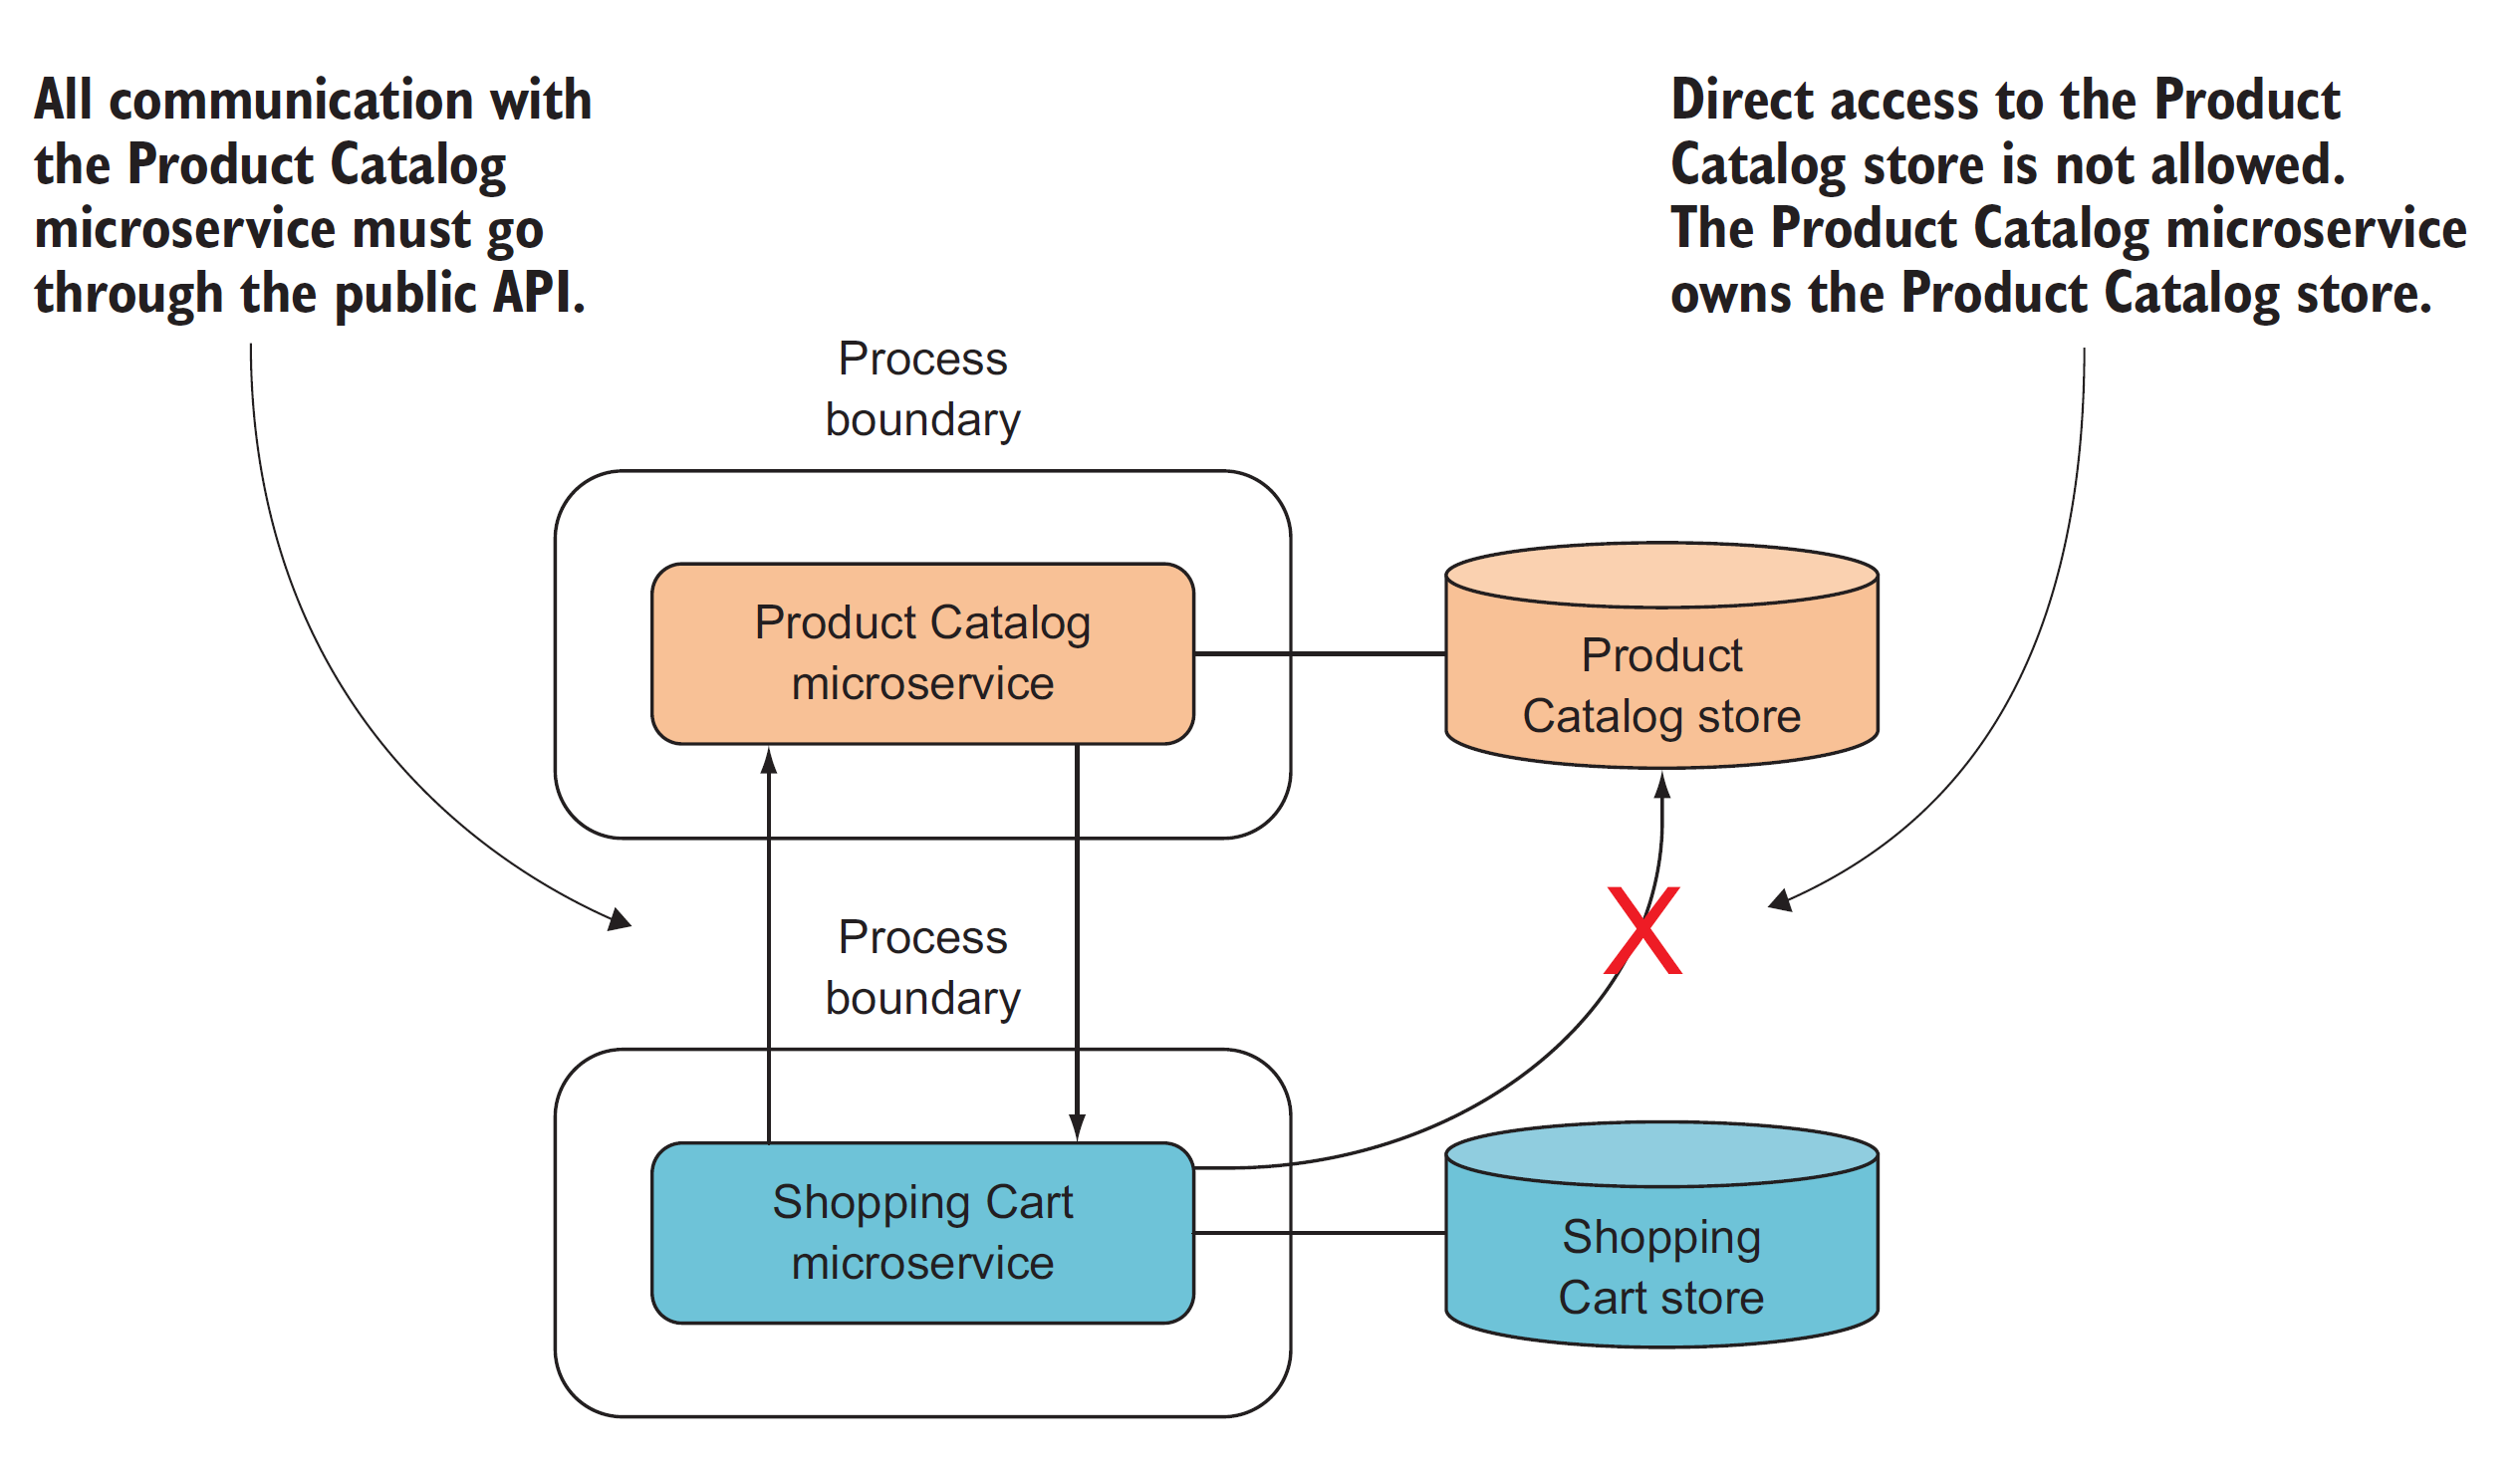 All communication with
the Product Catalog
microservice must go
through the public API.
Direct access to the Product
Catalog store is not allowed.
The Product Catalog microservice
owns the Product Catalog store.
Process
boundary
Product Catalog
microservice
Product
Catalog store
Process
boundary
X
Shopping Cart
microservice
Shopping
Cart store